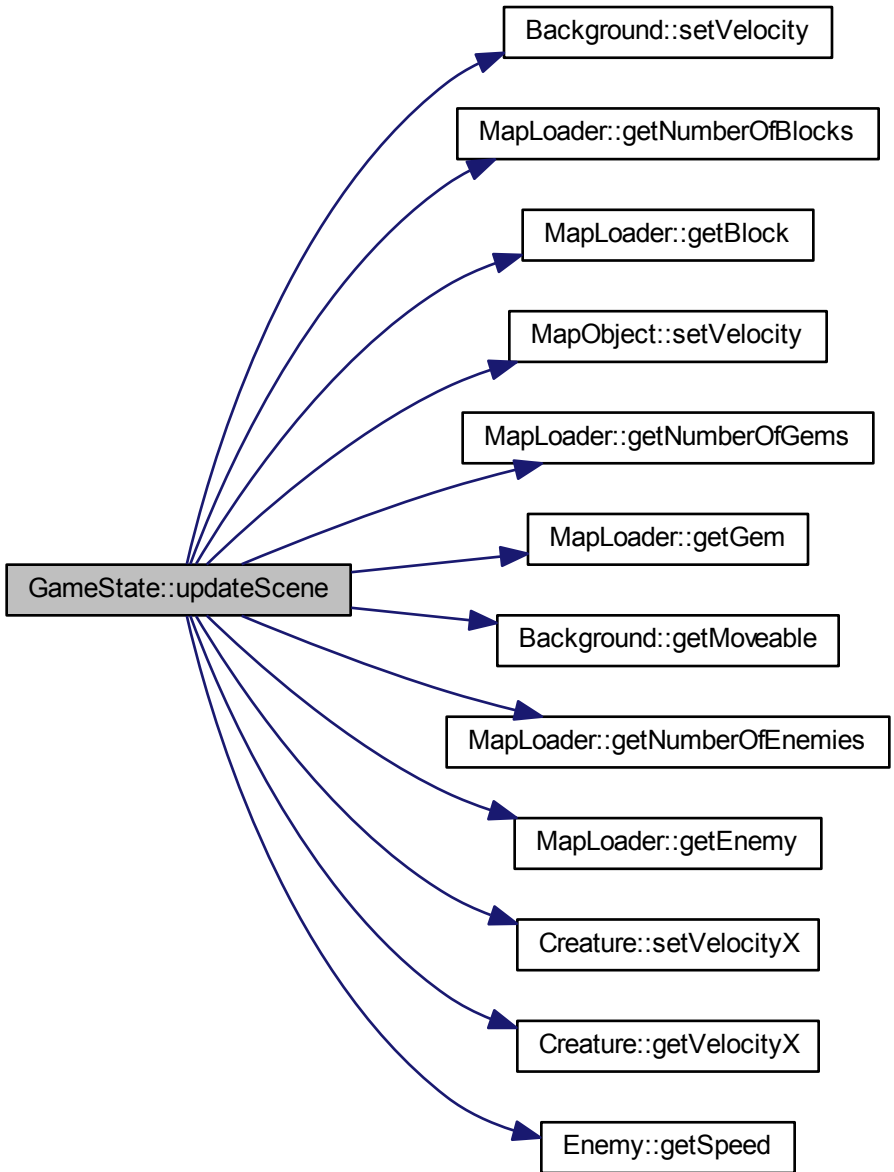 Background::setVelocity
MapLoader::getNumberOfBlocks
MapLoader::getBlock
MapObject::setVelocity
MapLoader::getNumberOfGems
MapLoader::getGem
GameState::updateScene
Background::getMoveable
MapLoader::getNumberOfEnemies
MapLoader::getEnemy
Creature::setVelocityX
Creature::getVelocityX
Enemy::getSpeed